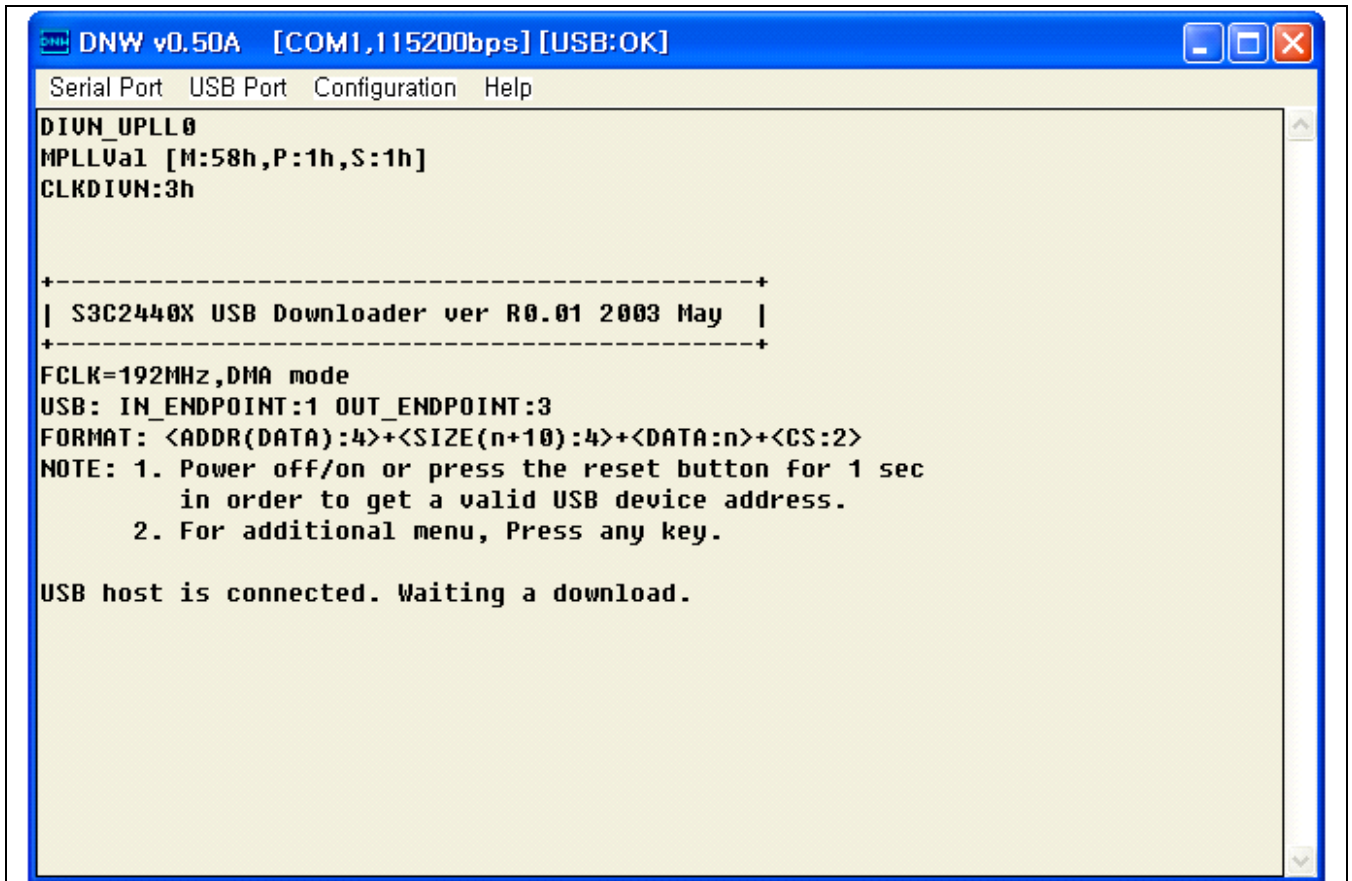 DNW v0.50A [COM1,115200bps][USB:OK]
Serial Port USB Port Configuration Help
DIVN_UPLL0
MPLLVal [M:58h,P:1h,S:1h]
CLKDIVN:3h
+---------------------------------------------+
| S3C2440X USB Downloader ver R0.01 2003 May |
+---------------------------------------------+
FCLK=192MHz,DMA mode
USB: IN_ENDPOINT:1 OUT_ENDPOINT:3
FORMAT: <ADDR(DATA):4>+<SIZE(n+10):4>+<DATA:n>+<CS:2>
NOTE: 1. Power off/on or press the reset button for 1 sec
in order to get a valid USB device address.
2. For additional menu, Press any key.
USB host is connected. Waiting a download.